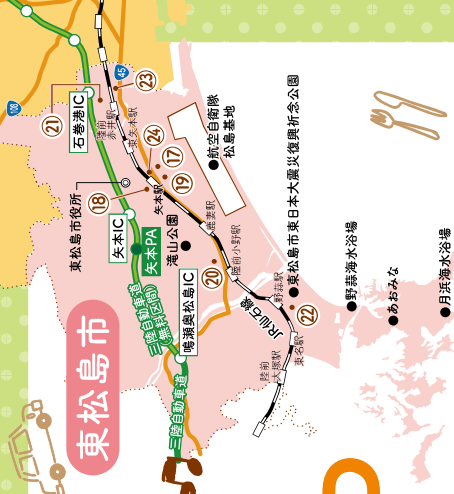 東松島市
三陸自動車道
三陸自動車道
(無料区間)
鳴瀬奥松島IC
矢本PA
矢本IC
石巻港IC
東松島市役所
滝山公園
航空自衛隊
松島基地
東松島市東日本大震災復興祈念公園
野蒜海水浴場
あおみな
月浜海水浴場
JR仙石線
陸前
赤井駅
東矢本駅
矢本駅
鹿妻駅
陸前小野駅
野蒜駅
東名駅
陸前
大塚駅
45
108
⑰
⑱
⑲
⑳
㉑
㉒
㉓
㉔